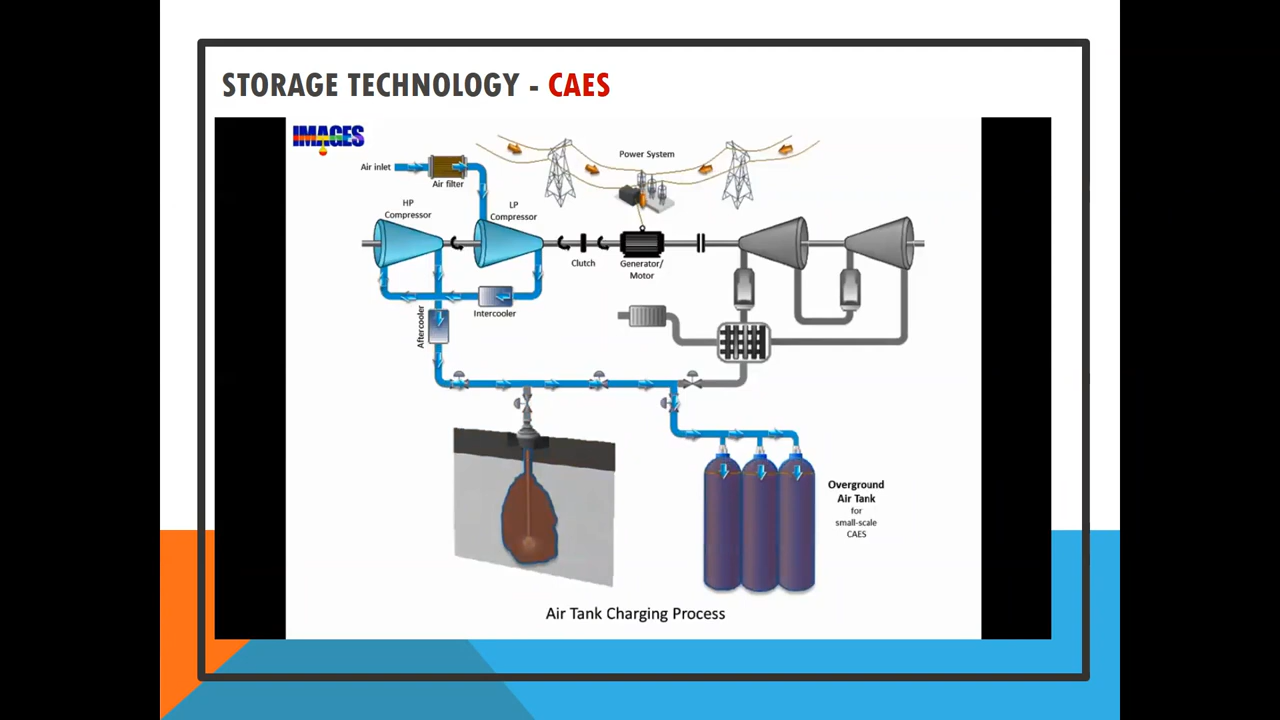 STORAGE TECHNOLOGY - CAES
IMAGES
Power System
Air inlet
Air filter
HP
Compressor
LP
Compressor
Clutch
Generator/
Motor
Intercooler
Aftercooler
Overground
Air Tank
for
small-scale
CAES
Air Tank Charging Process